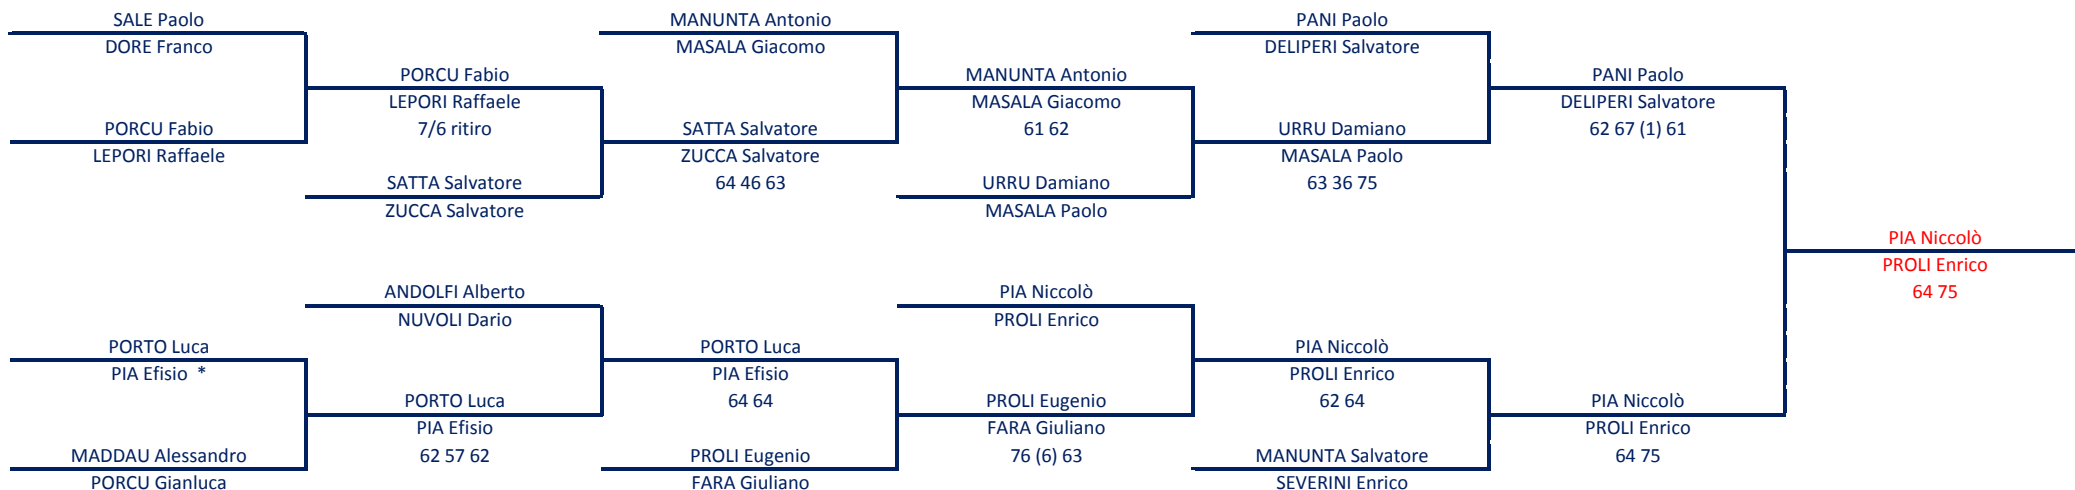 SALE Paolo
DORE Franco
PORCU Fabio
LEPORI Raffaele
PORCU Fabio
LEPORI Raffaele
7/6 ritiro
SATTA Salvatore
ZUCCA Salvatore
MANUNTA Antonio
MASALA Giacomo
SATTA Salvatore
ZUCCA Salvatore
64 46 63
MANUNTA Antonio
MASALA Giacomo
61 62
URRU Damiano
MASALA Paolo
PANI Paolo
DELIPERI Salvatore
URRU Damiano
MASALA Paolo
63 36 75
PANI Paolo
DELIPERI Salvatore
62 67 (1) 61
PORTO Luca
PIA Efisio *
MADDAU Alessandro
PORCU Gianluca
ANDOLFI Alberto
NUVOLI Dario
PORTO Luca
PIA Efisio
62 57 62
PORTO Luca
PIA Efisio
64 64
PROLI Eugenio
FARA Giuliano
PIA Niccolò
PROLI Enrico
PROLI Eugenio
FARA Giuliano
76 (6) 63
PIA Niccolò
PROLI Enrico
62 64
MANUNTA Salvatore
SEVERINI Enrico
PIA Niccolò
PROLI Enrico
64 75
PIA Niccolò
PROLI Enrico
64 75